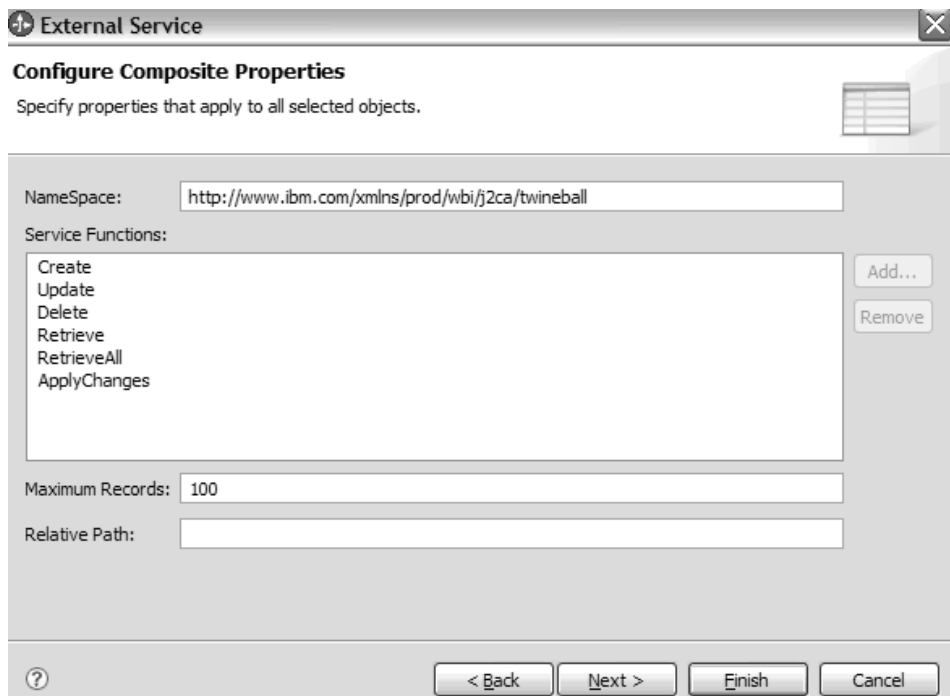 External Service
Configure Composite Properties
Specify properties that apply to all selected objects.
NameSpace: http://www.ibm.com/xmlns/prod/wbi/j2ca/twineball
Service Functions:
Create
Update
Delete
Retrieve
RetrieveAll
ApplyChanges
Add...
Remove
Maximum Records: 100
Relative Path:
? < Back Next > Finish Cancel